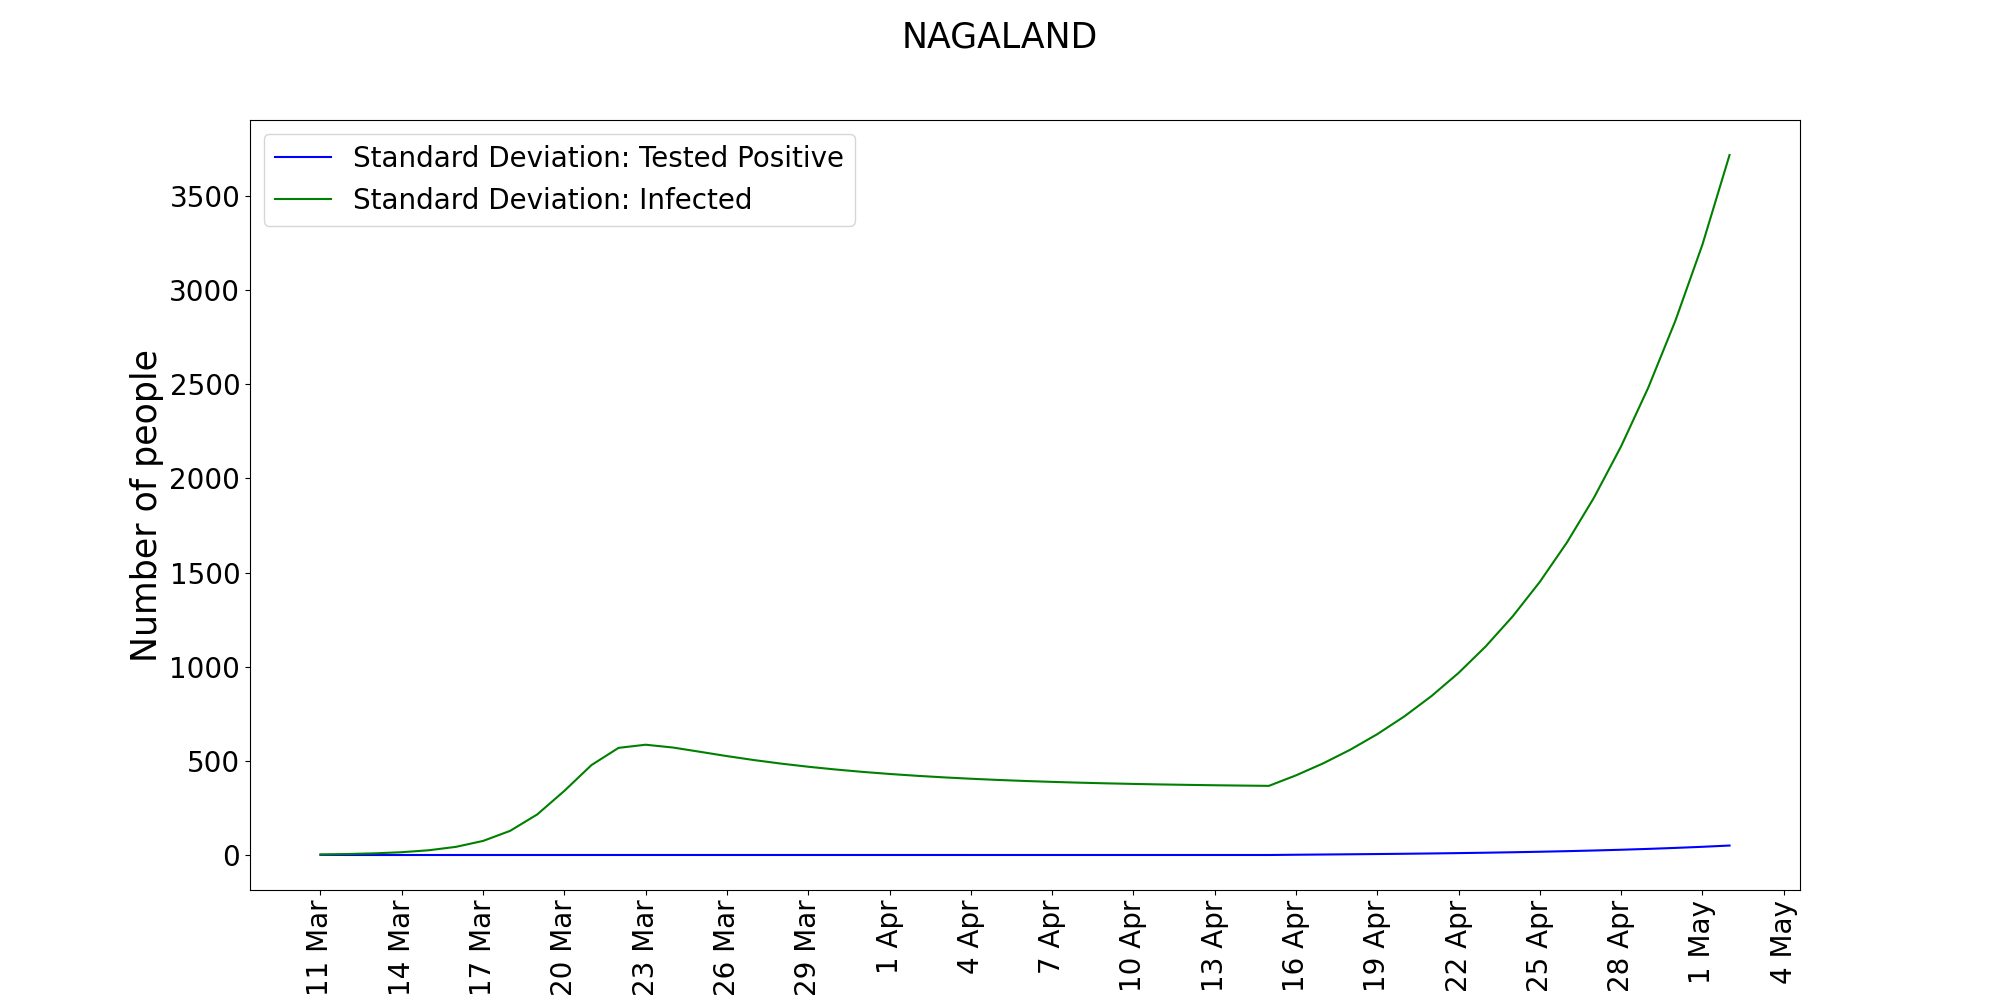 NAGALAND
Standard Deviation: Tested Positive
Standard Deviation: Infected
Number of people
3500
3000
2500
2000
1500
1000
500
0
11 Mar
14 Mar
17 Mar
20 Mar
23 Mar
26 Mar
29 Mar
1 Apr
4 Apr
7 Apr
10 Apr
13 Apr
16 Apr
19 Apr
22 Apr
25 Apr
28 Apr
1 May
4 May